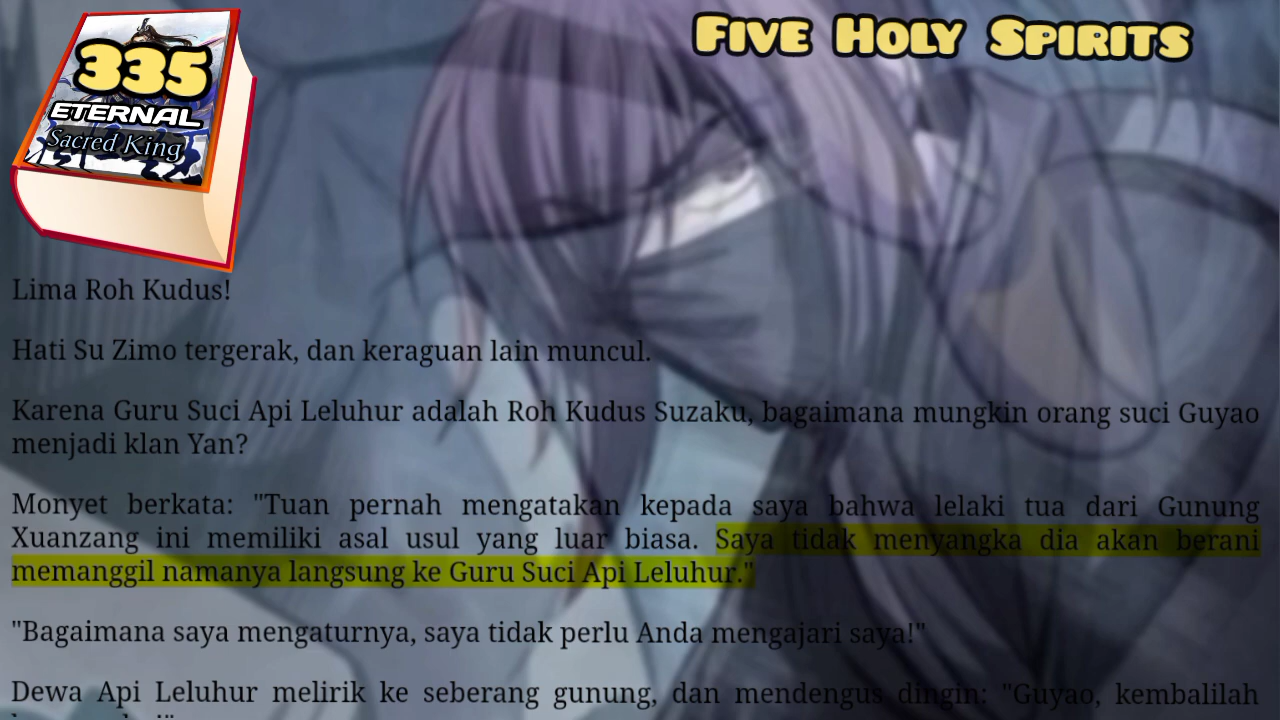 335
ETERNAL
Sacred King
FIVE HOLY SPIRITS
Lima Roh Kudus!
Hati Su Zimo tergerak, dan keraguan lain muncul.
Karena Guru Suci Api Leluhur adalah Roh Kudus Suzaku, bagaimana mungkin orang suci Guyao
menjadi klan Yan?
Monyet berkata: "Tuan pernah mengatakan kepada saya bahwa lelaki tua dari Gunung
Xuanzang ini memiliki asal usul yang luar biasa. Saya tidak menyangka dia akan berani
memanggil namanya langsung ke Guru Suci Api Leluhur."
"Bagaimana saya mengaturnya, saya tidak perlu Anda mengajari saya!"
Dewa Api Leluhur melirik ke seberang gunung, dan mendengus dingin: "Guyao, kembalilah